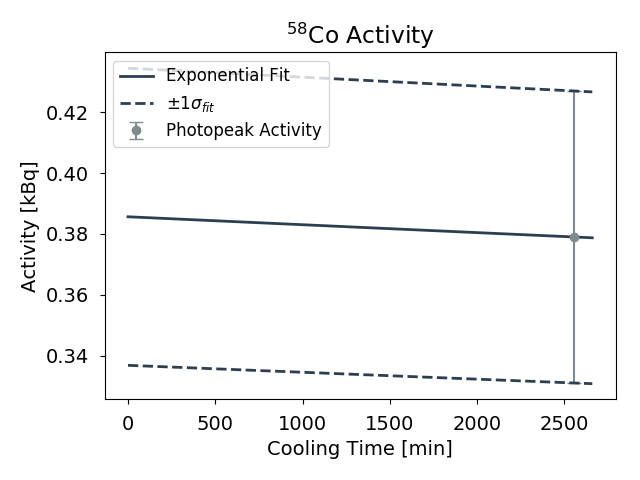 ⁵⁸Co Activity
Exponential Fit
±1σfit
Photopeak Activity
Activity [kBq]
0.42
0.40
0.38
0.36
0.34
0 500 1000 1500 2000 2500
Cooling Time [min]